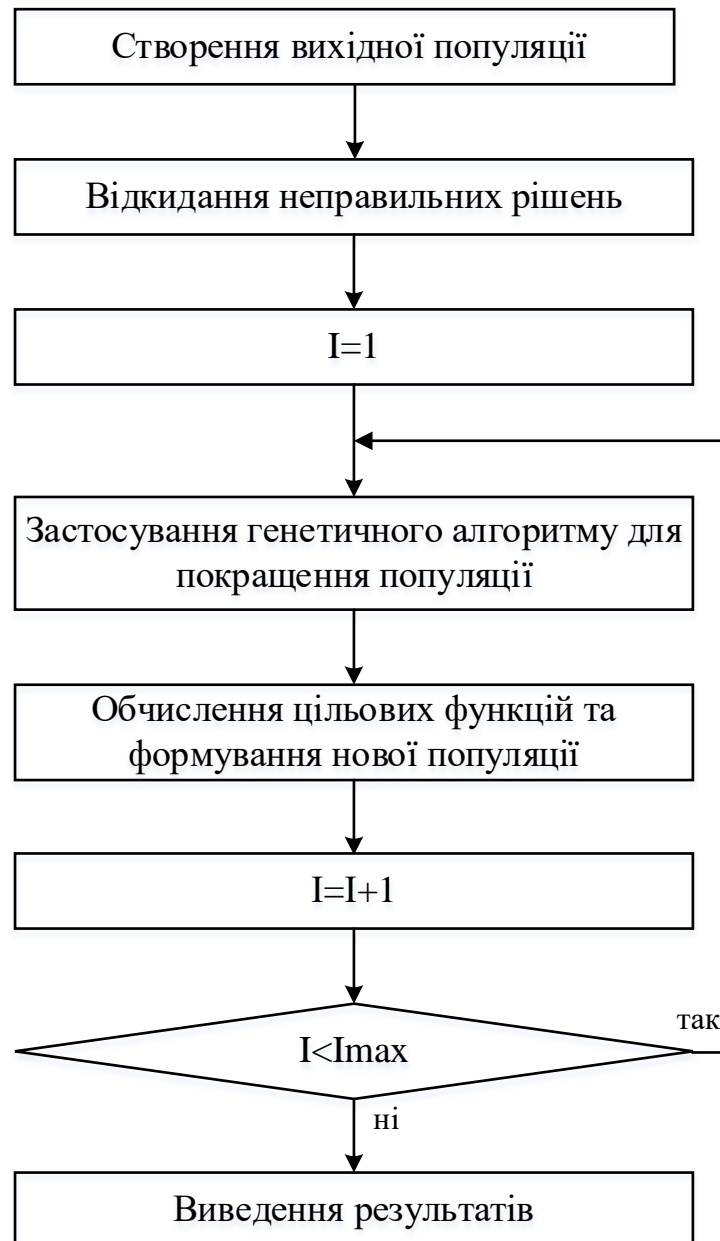 Створення вихідної популяції
Відкидання неправильних рішень
I=1
Застосування генетичного алгоритму для
покращення популяції
Обчислення цільових функцій та
формування нової популяції
I=I+1
I<Imax
так
ні
Виведення результатів